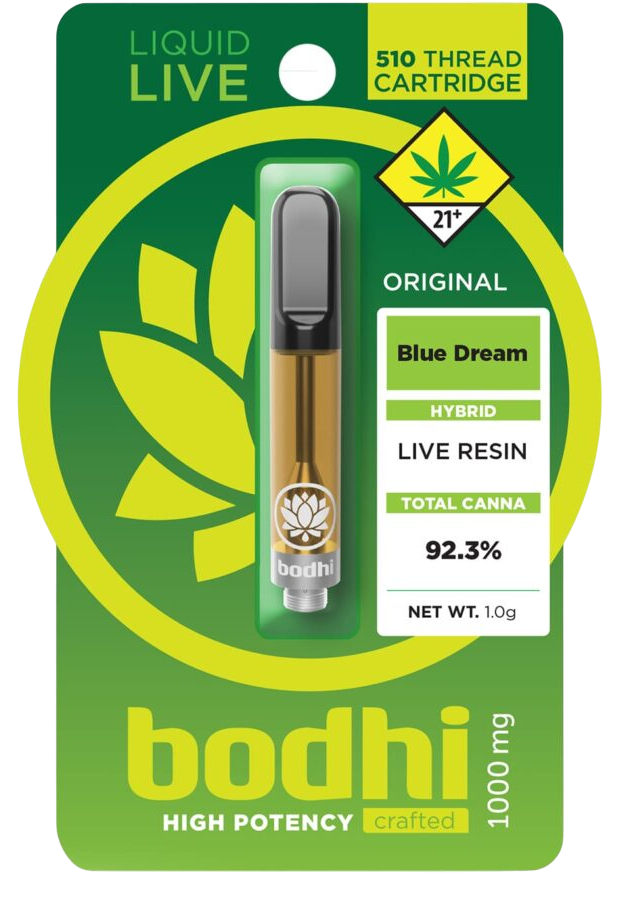 LIQUID
LIVE
510 THREAD
CARTRIDGE
21+
ORIGINAL
Blue Dream
HYBRID
LIVE RESIN
TOTAL CANNA
92.3%
NET WT. 1.0g
bodhi
bodhi
HIGH POTENCY crafted
1000 mg